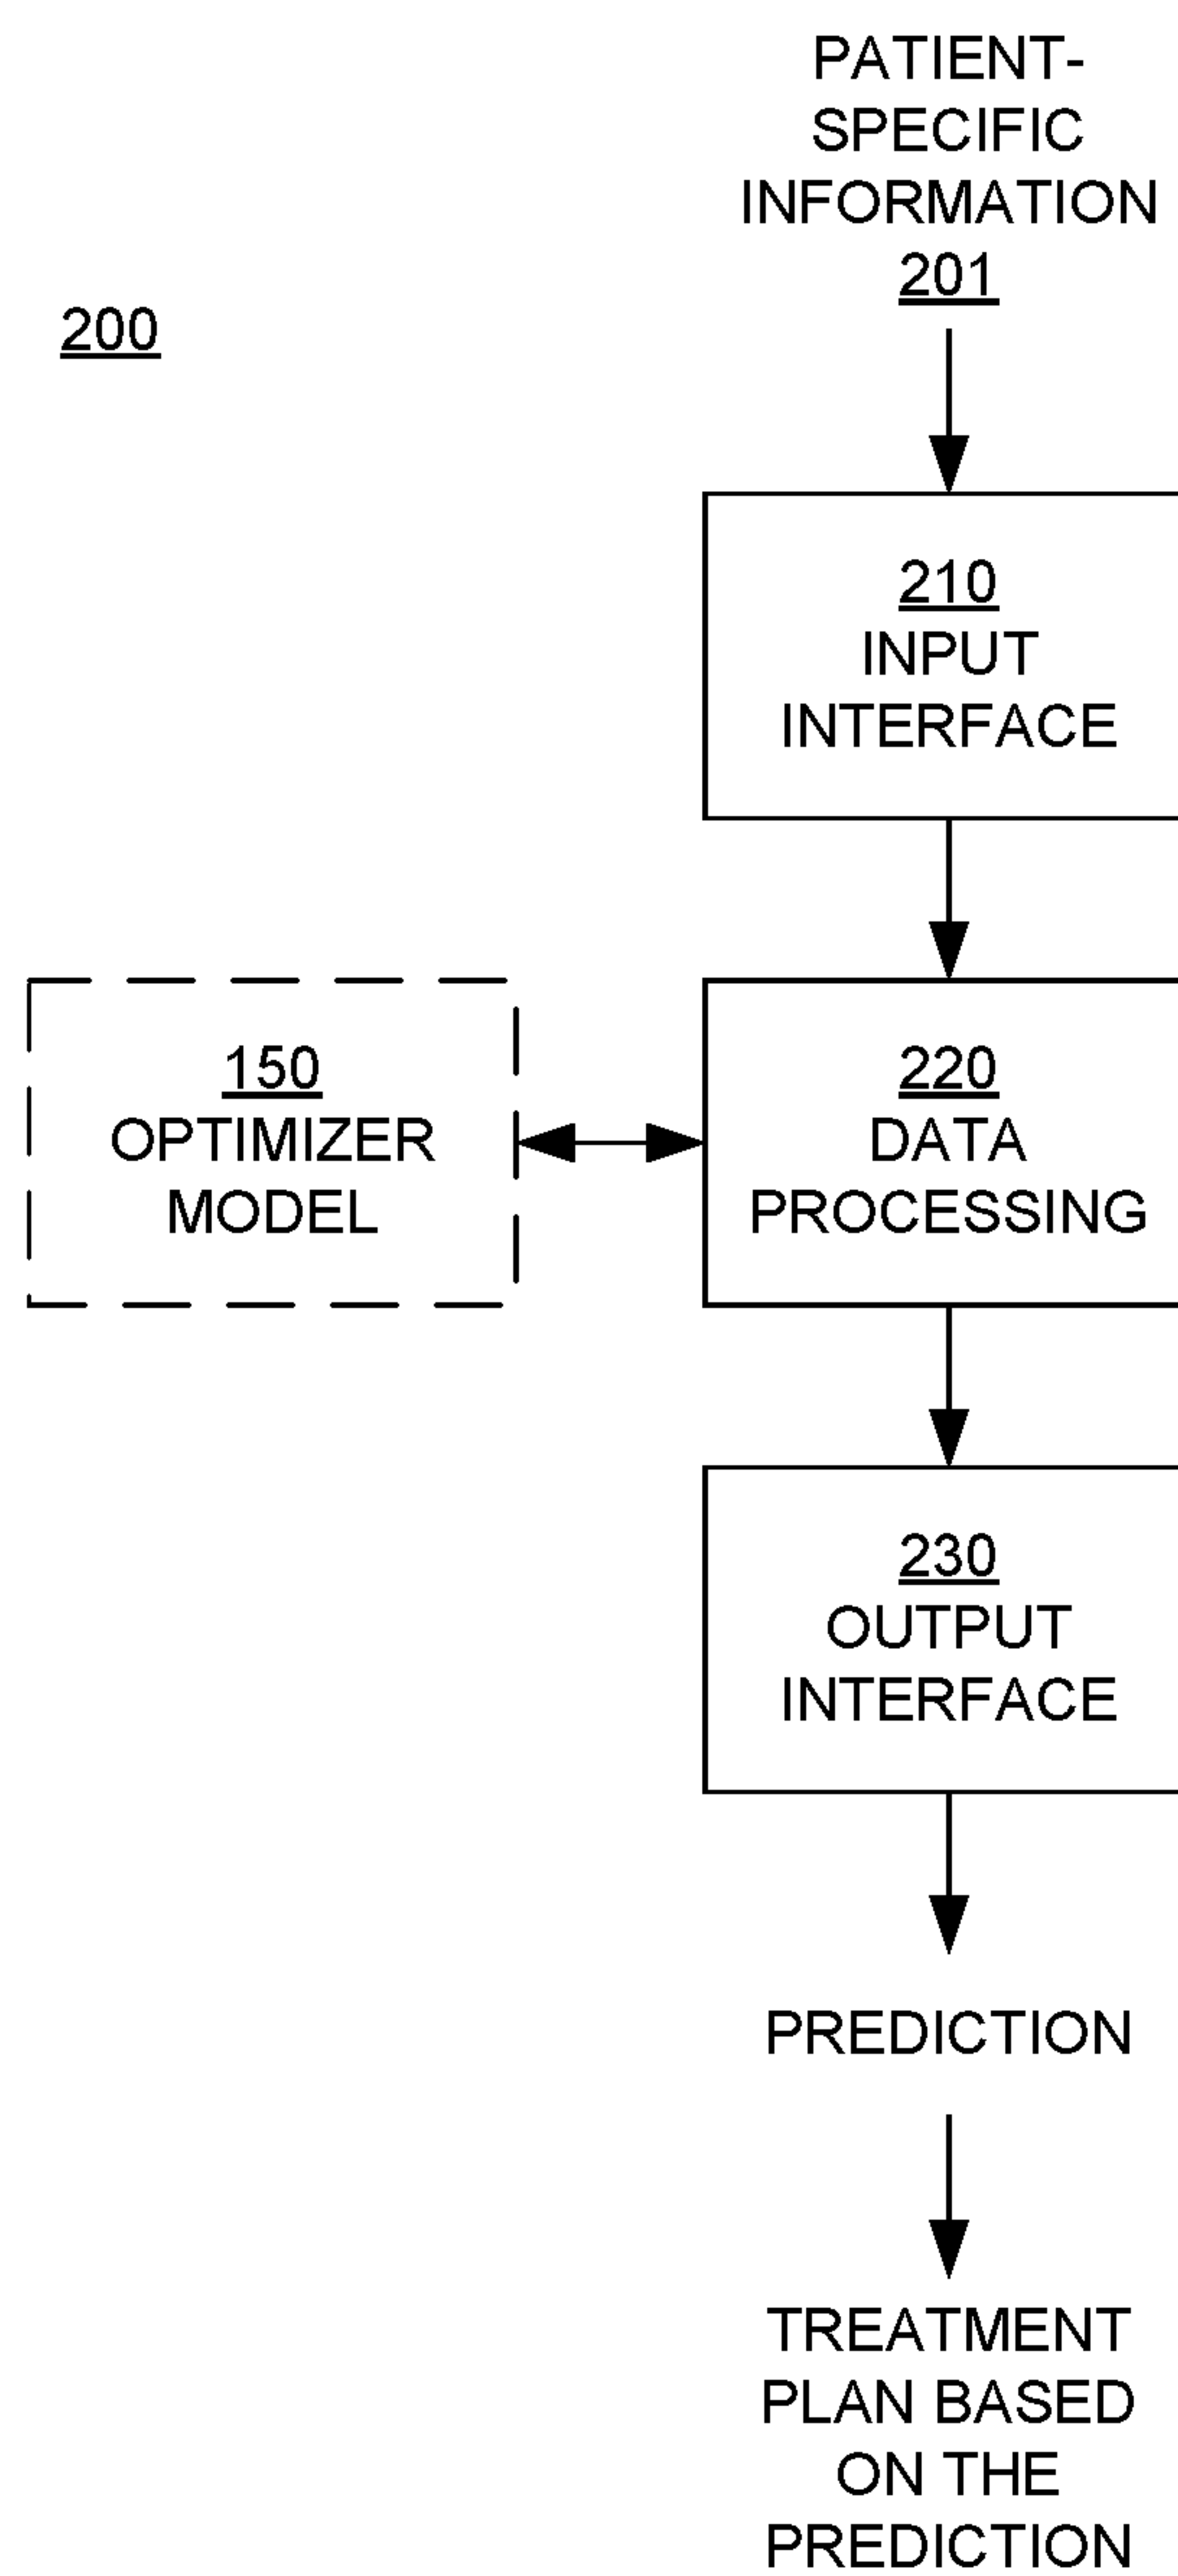 PATIENT-
SPECIFIC
INFORMATION
201
200
210
INPUT
INTERFACE
150
OPTIMIZER
MODEL
220
DATA
PROCESSING
230
OUTPUT
INTERFACE
PREDICTION
TREATMENT
PLAN BASED
ON THE
PREDICTION